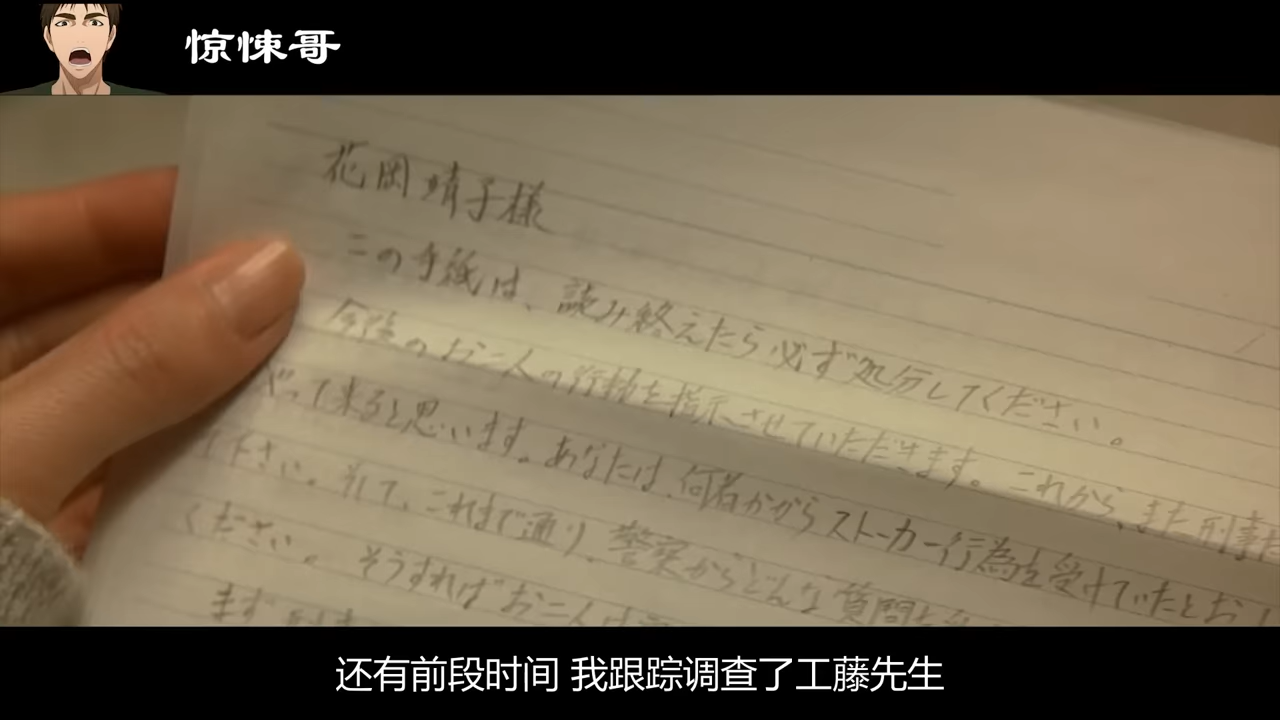 惊悚哥
花岡靖子様
この手紙は、読み終えたら必ず処分してください。
今後のお二人の行動を指示させていただきます。これから、また刑事
やって来ると思います。あなたは、何者かからストーカー行為を受けていたとお
下さい。そして、これまで通り、警察からどんな質問
ください。そうすればお二人は
まず
还有前段时间 我跟踪调查了工藤先生